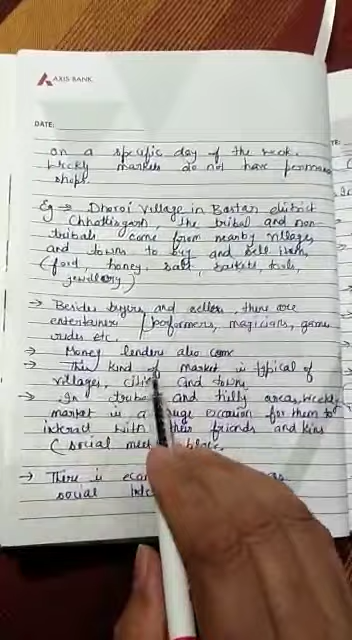 AXIS BANK
DATE:
on a specific day of the week.
Weekly markets do not have permane
shops.
Eg → Dhorai Village in Bastar district
Chhattisgarh, the tribal and non
tribals come from nearby villages
and towns to buy and sell items
(food, honey, salt, baskets, tools,
jewellery)
→ Besides buyers and sellers, there are
entertainers / performers, magicians, game
rides etc.
→ Money lenders also come
→ This kind of market is typical of
villages, cities and towns,
→ In and hilly areas, weekly
market is a huge occasion for them to
interact with their friends and kins
(social
→ There is
social